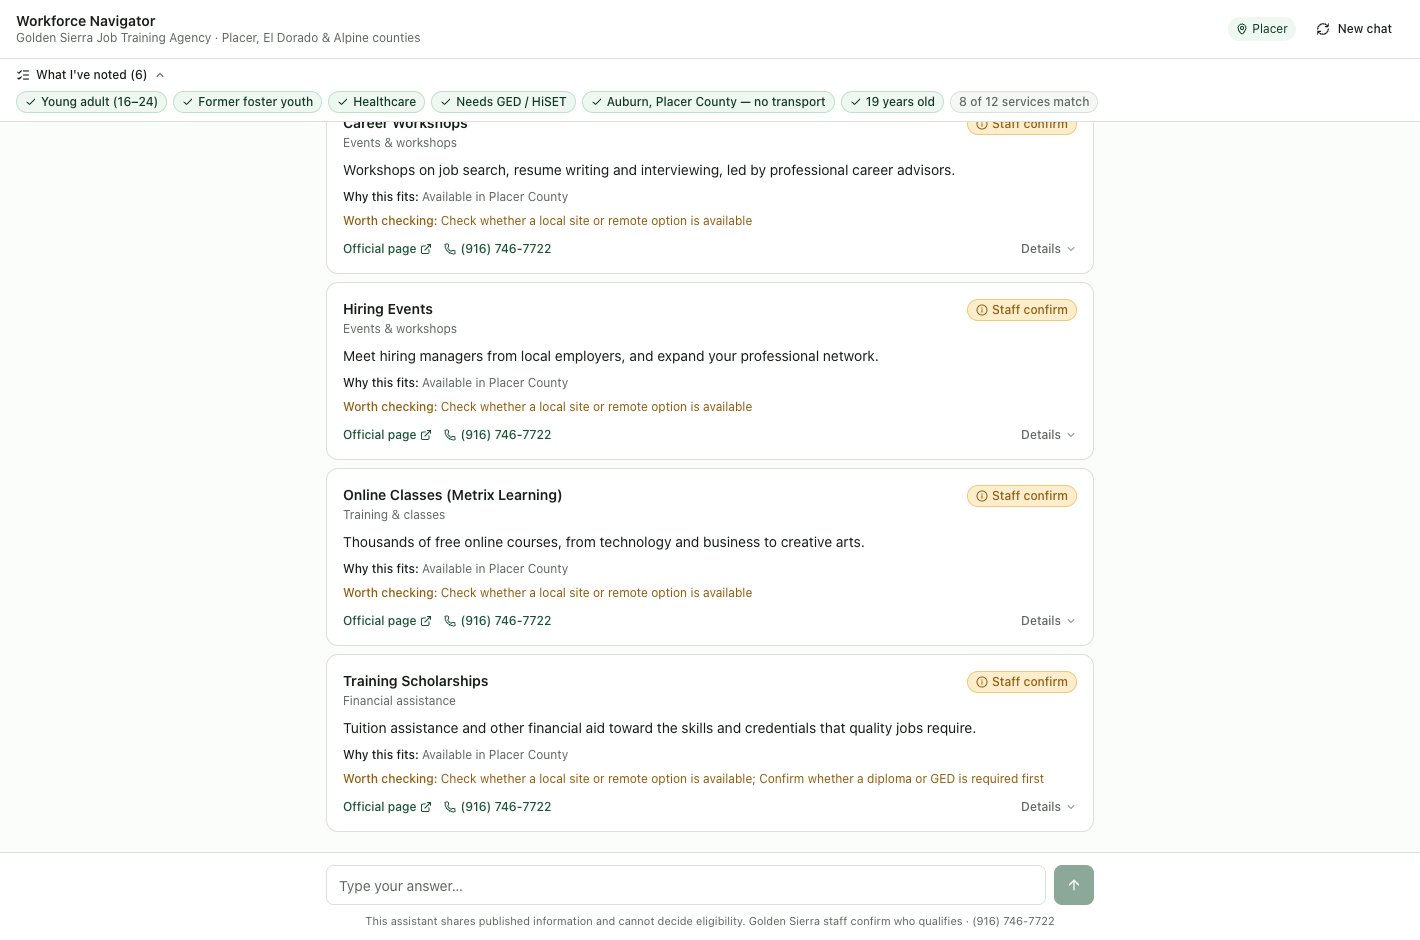 Workforce Navigator
Golden Sierra Job Training Agency · Placer, El Dorado & Alpine counties
Placer
New chat
What I've noted (6)
Young adult (16–24)
Former foster youth
Healthcare
Needs GED / HiSET
Auburn, Placer County — no transport
19 years old
8 of 12 services match
Career Workshops
Staff confirm
Events & workshops
Workshops on job search, resume writing and interviewing, led by professional career advisors.
Why this fits: Available in Placer County
Worth checking: Check whether a local site or remote option is available
Official page (916) 746-7722 Details
Hiring Events
Staff confirm
Events & workshops
Meet hiring managers from local employers, and expand your professional network.
Why this fits: Available in Placer County
Worth checking: Check whether a local site or remote option is available
Official page (916) 746-7722 Details
Online Classes (Metrix Learning)
Staff confirm
Training & classes
Thousands of free online courses, from technology and business to creative arts.
Why this fits: Available in Placer County
Worth checking: Check whether a local site or remote option is available
Official page (916) 746-7722 Details
Training Scholarships
Staff confirm
Financial assistance
Tuition assistance and other financial aid toward the skills and credentials that quality jobs require.
Why this fits: Available in Placer County
Worth checking: Check whether a local site or remote option is available; Confirm whether a diploma or GED is required first
Official page (916) 746-7722 Details
Type your answer...
This assistant shares published information and cannot decide eligibility. Golden Sierra staff confirm who qualifies · (916) 746-7722